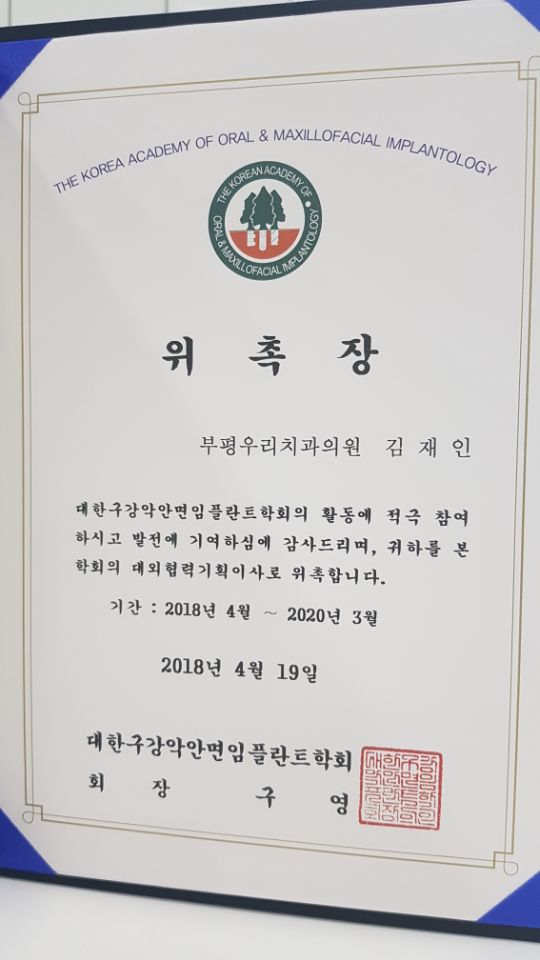 THE KOREA ACADEMY OF ORAL & MAXILLOFACIAL IMPLANTOLOGY
THE KOREAN ACADEMY OF
ORAL & MAXILLOFACIAL IMPLANTOLOGY
위 촉 장
부평우리치과의원 김 재 인
대한구강악안면임플란트학회의 활동에 적극 참여
하시고 발전에 기여하심에 감사드리며, 귀하를 본
학회의 대외협력기획이사로 위촉합니다.
기간 : 2018년 4월 ~ 2020년 3월
2018년 4월 19일
대한구강악안면임플란트학회
회 장 구 영